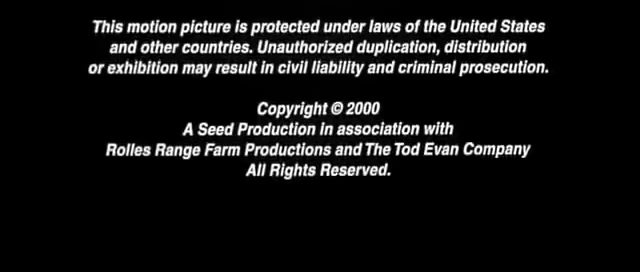 This motion picture is protected under laws of the United States
and other countries. Unauthorized duplication, distribution
or exhibition may result in civil liability and criminal prosecution.
Copyright © 2000
A Seed Production in association with
Rolles Range Farm Productions and The Tod Evan Company
All Rights Reserved.